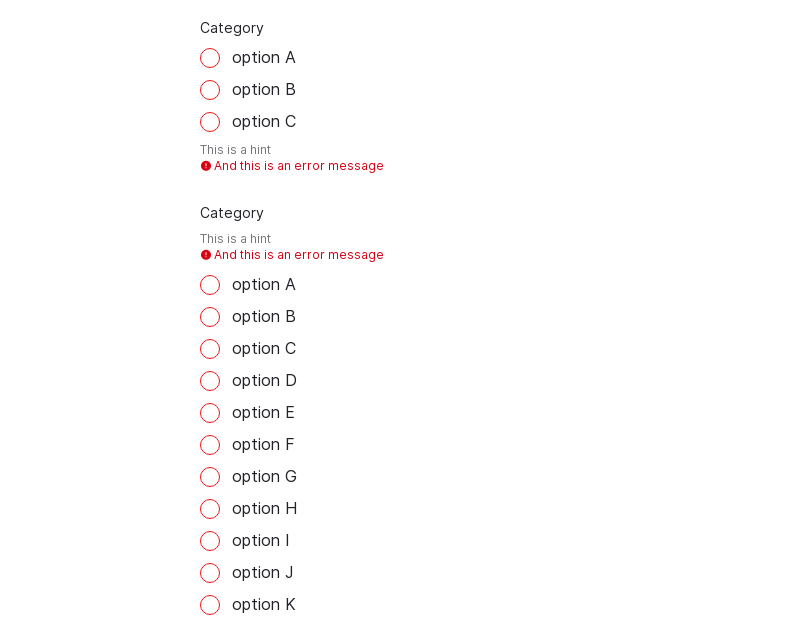 Category
option A
option B
option C
This is a hint
And this is an error message
Category
This is a hint
And this is an error message
option A
option B
option C
option D
option E
option F
option G
option H
option I
option J
option K